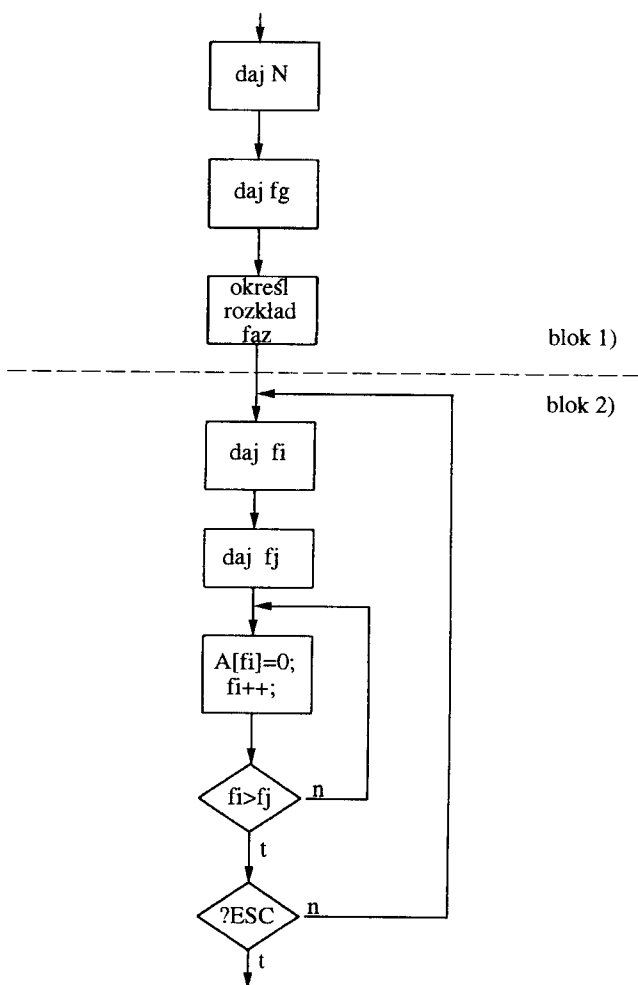 daj N
daj fg
określ
rozkład
faz
blok 1)
blok 2)
daj fi
daj fj
A[fi]=0;
fi++;
fi>fj
n
t
?ESC
n
t